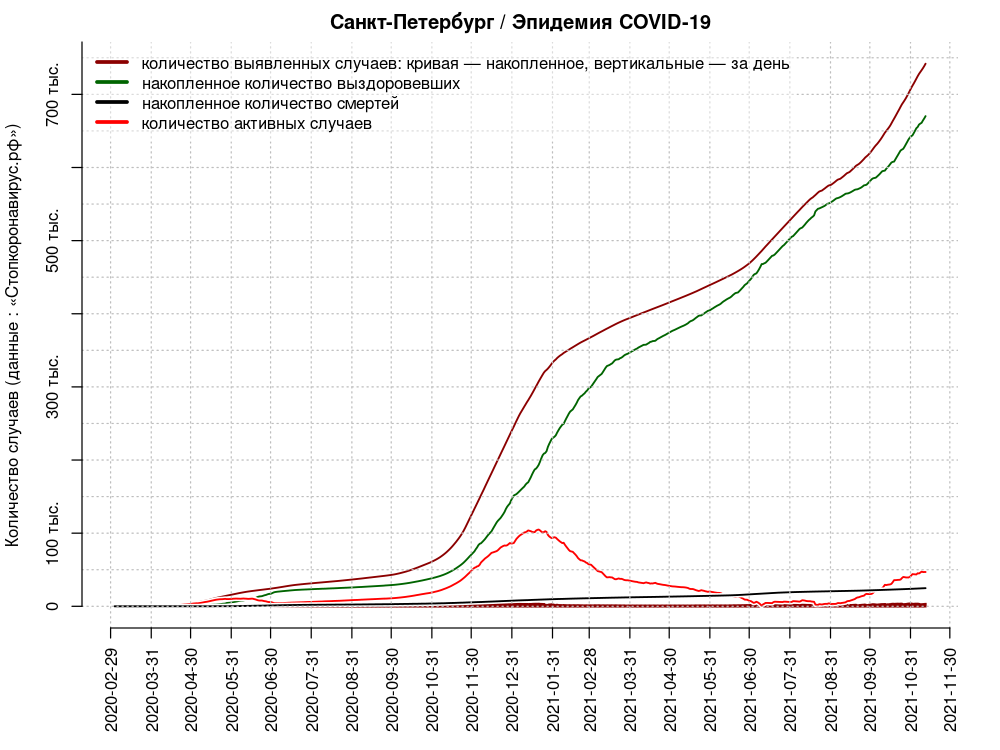 Санкт-Петербург / Эпидемия COVID-19
количество выявленных случаев: кривая — накопленное, вертикальные — за день
накопленное количество выздоровевших
накопленное количество смертей
количество активных случаев
Количество случаев (данные : «Стопкоронавирус.рф»)
700 тыс.
500 тыс.
300 тыс.
100 тыс.
0
2020-02-29
2020-03-31
2020-04-30
2020-05-31
2020-06-30
2020-07-31
2020-08-31
2020-09-30
2020-10-31
2020-11-30
2020-12-31
2021-01-31
2021-02-28
2021-03-31
2021-04-30
2021-05-31
2021-06-30
2021-07-31
2021-08-31
2021-09-30
2021-10-31
2021-11-30